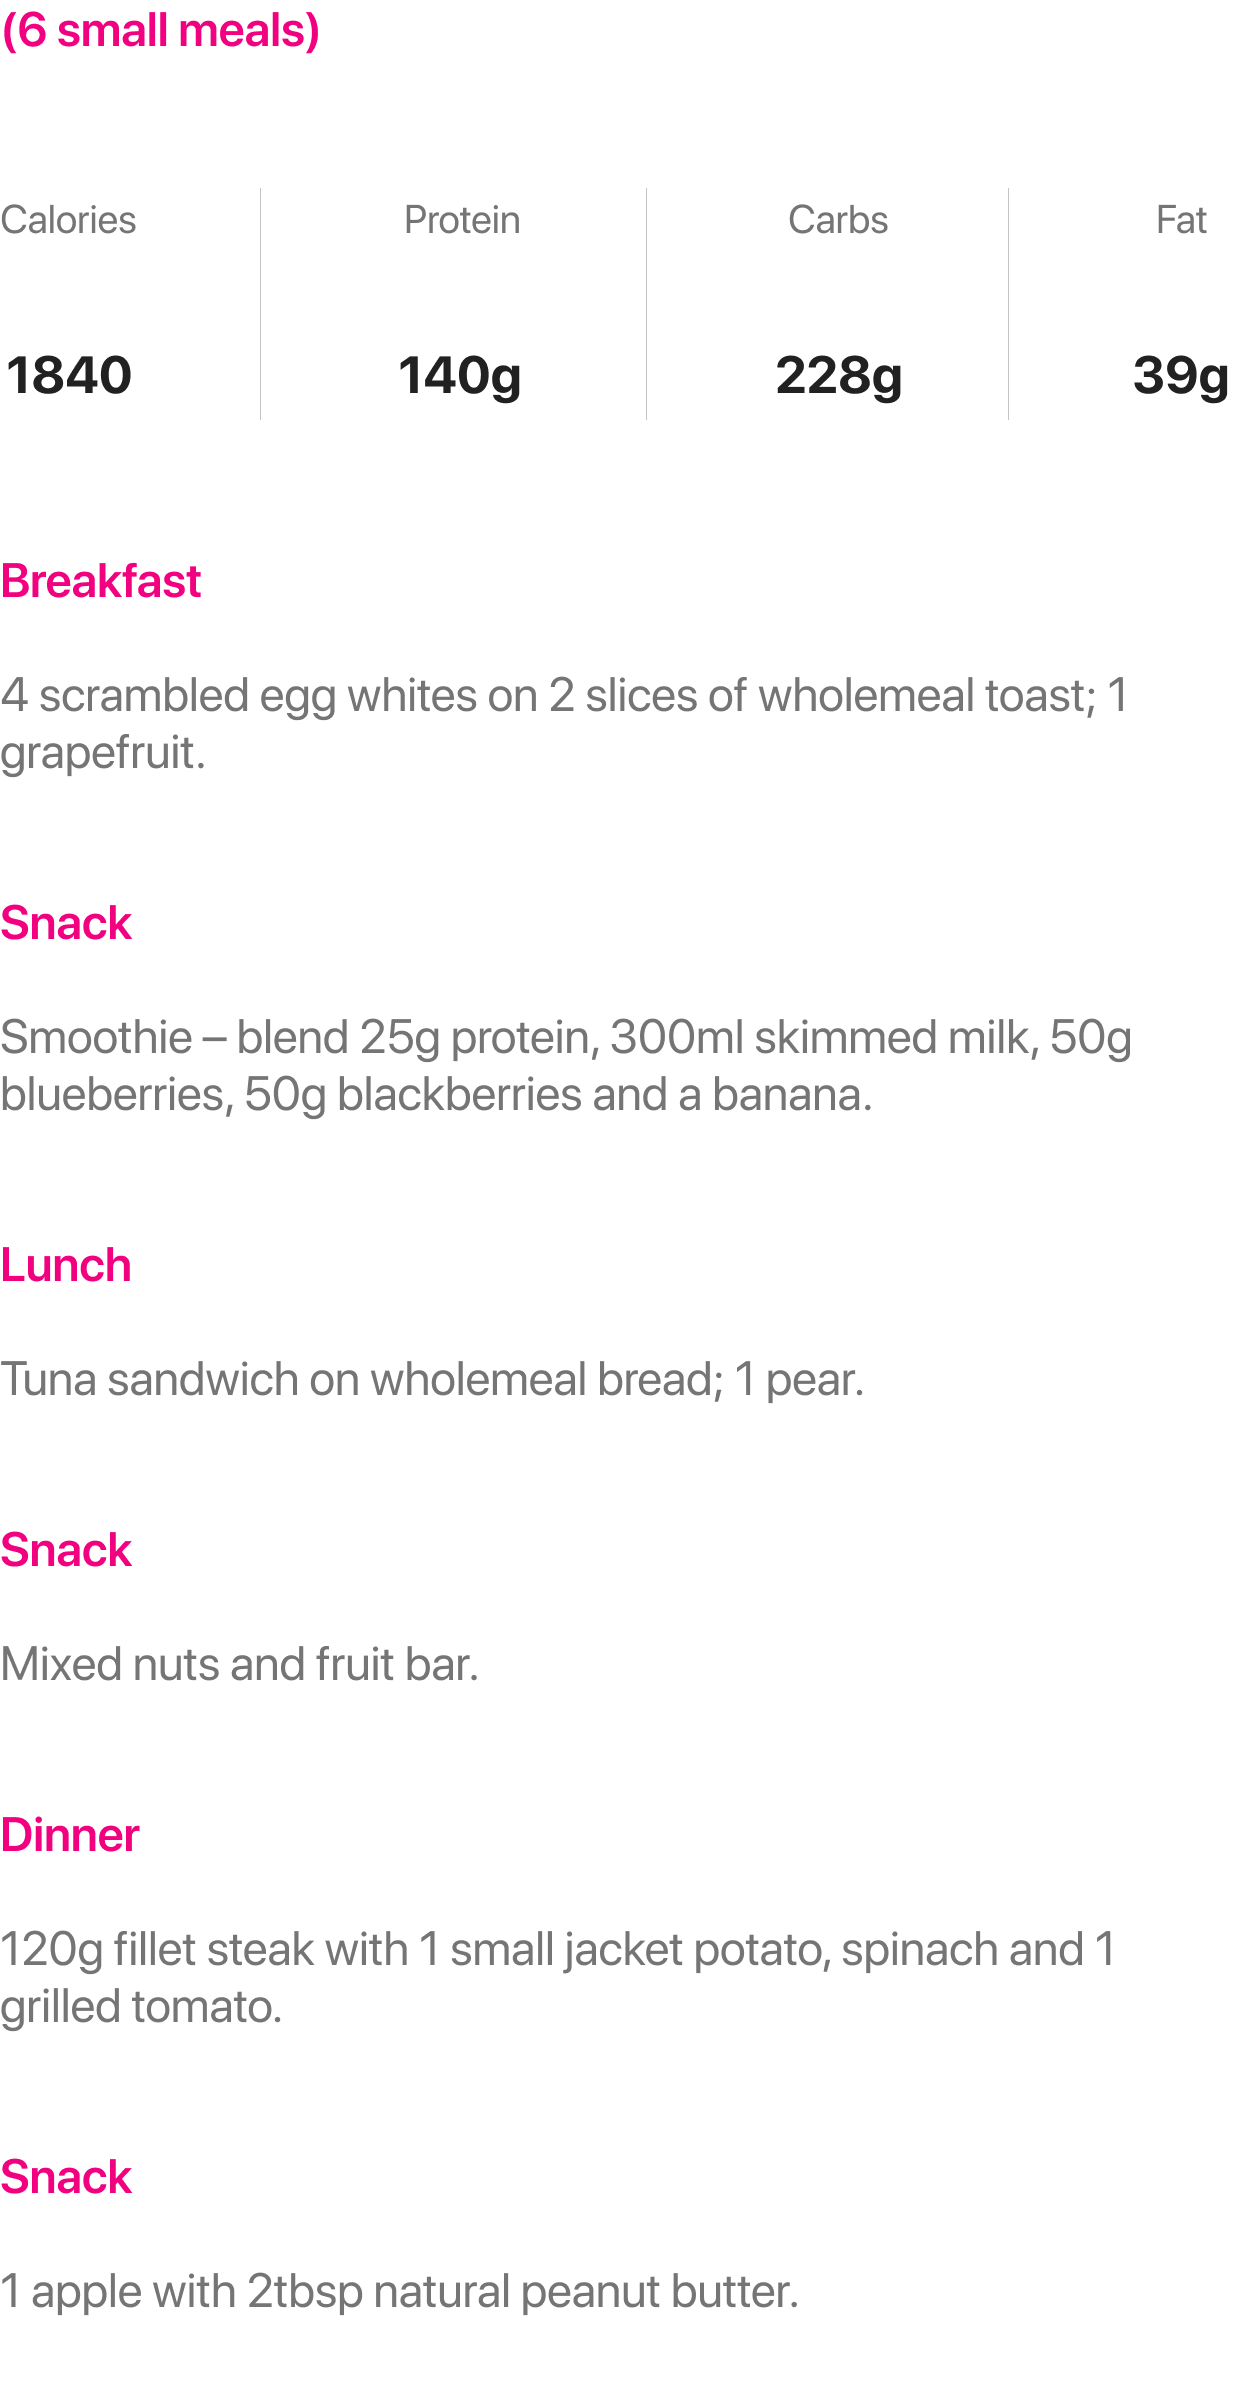 (6 small meals)
Calories Protein Carbs Fat
1840 140g 228g 39g
Breakfast
4 scrambled egg whites on 2 slices of wholemeal toast; 1
grapefruit.
Snack
Smoothie – blend 25g protein, 300ml skimmed milk, 50g
blueberries, 50g blackberries and a banana.
Lunch
Tuna sandwich on wholemeal bread; 1 pear.
Snack
Mixed nuts and fruit bar.
Dinner
120g fillet steak with 1 small jacket potato, spinach and 1
grilled tomato.
Snack
1 apple with 2tbsp natural peanut butter.